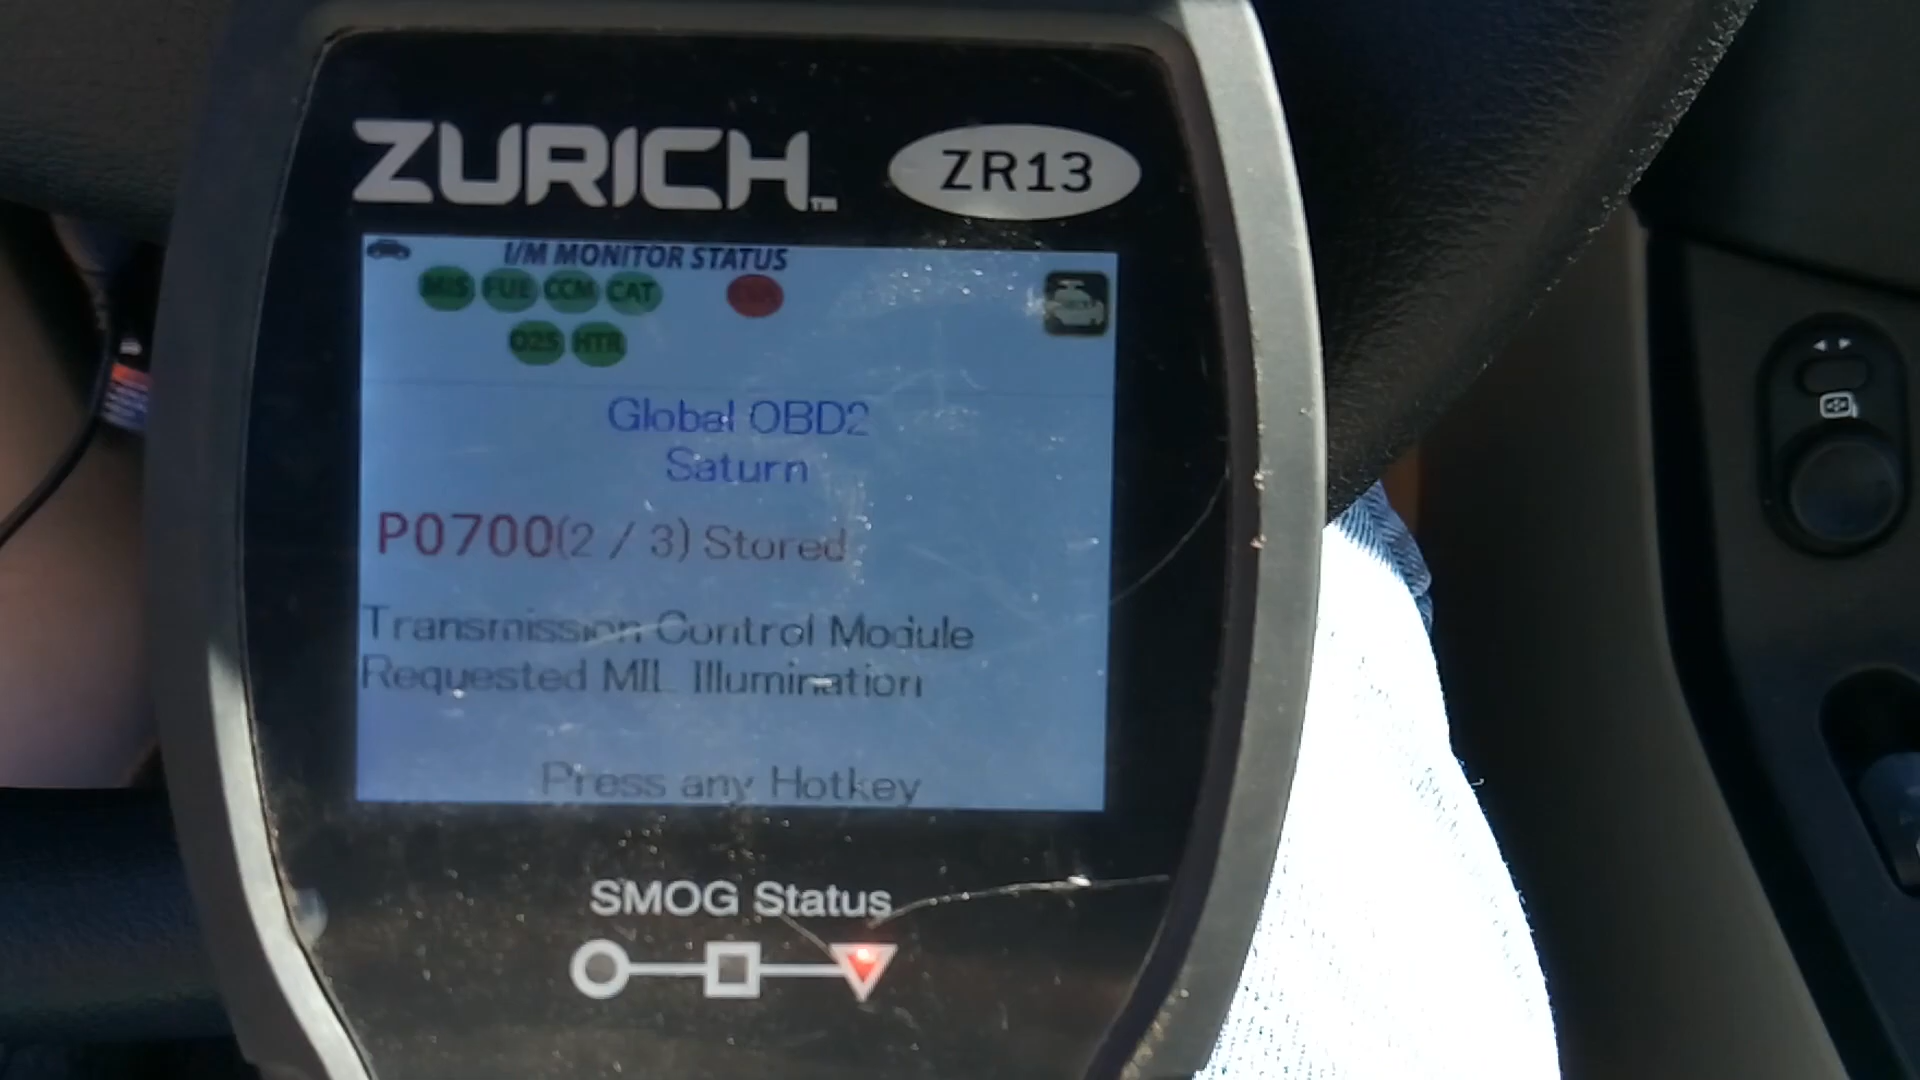 ZURICH™ ZR13
I/M MONITOR STATUS
MIS FUE CCM CAT
O2S HTR
Global OBD2
Saturn
P0700(2 / 3) Stored
Transmission Control Module
Requested MIL Illumination
Press any Hotkey
SMOG Status